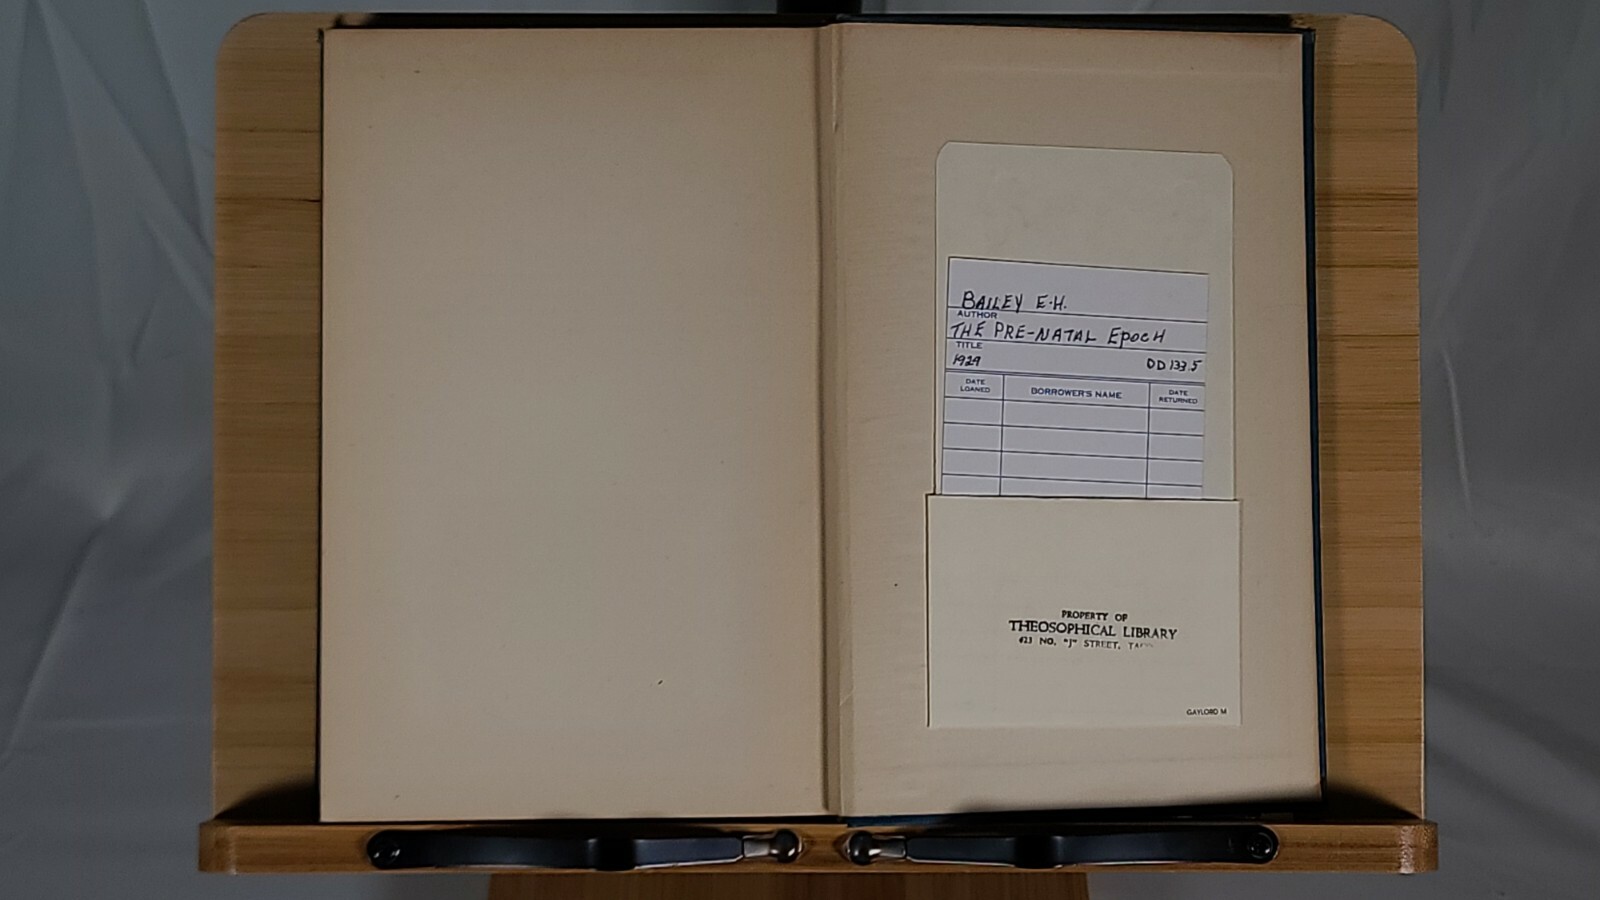 BAILEY E.H.
AUTHOR
THE PRE-NATAL EPOCH
TITLE
1929 DD 133.5
DATE LOANED BORROWER'S NAME DATE RETURNED
PROPERTY OF
THEOSOPHICAL LIBRARY
423 NO. "J" STREET,
GAYLORD M